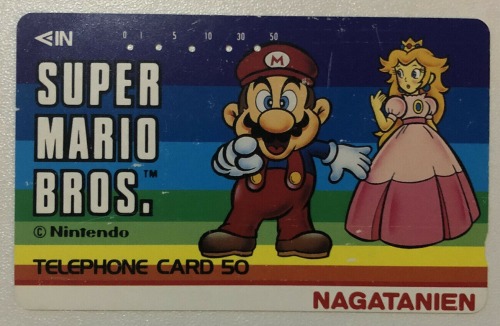 <IN
0 1 5 10 30 50
SUPER
MARIO
BROS.™
© Nintendo
TELEPHONE CARD 50
M
NAGATANIEN